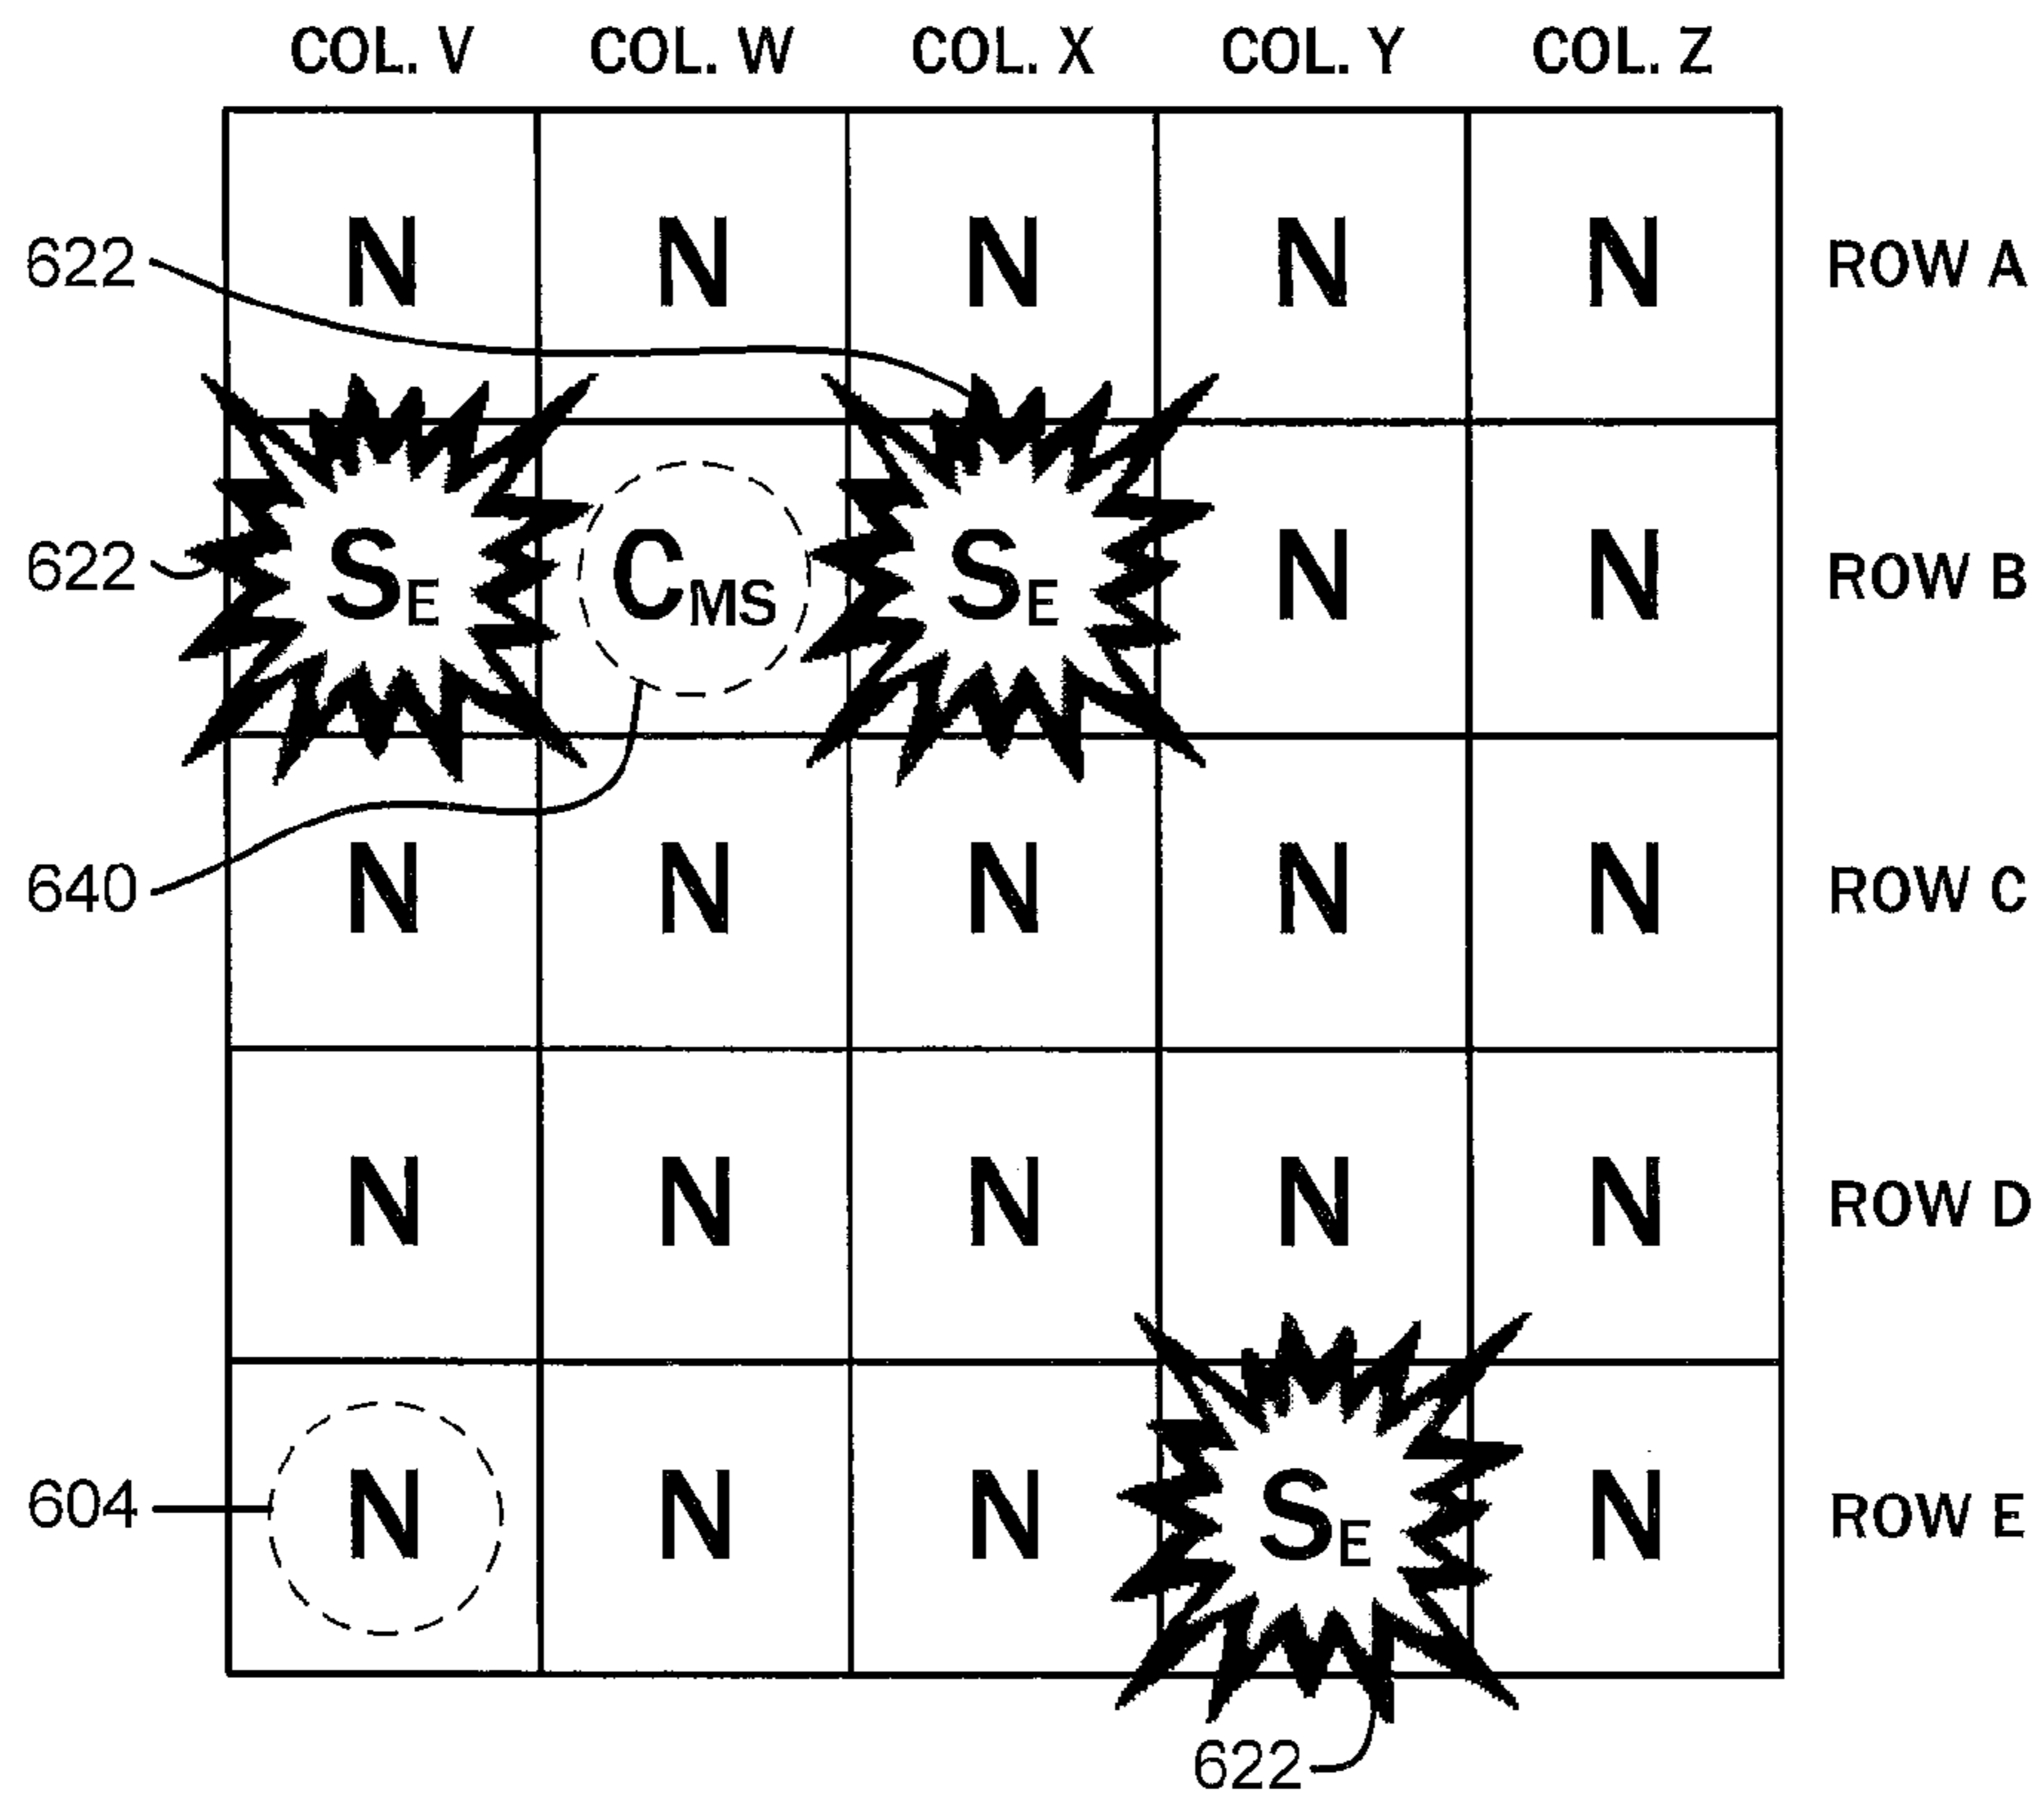 COL. V COL. W COL. X COL. Y COL. Z
622 N N N N N ROW A
622 SE CMS SE N N ROW B
640 N N N N N ROW C
N N N N N ROW D
604 N N N SE N ROW E
622